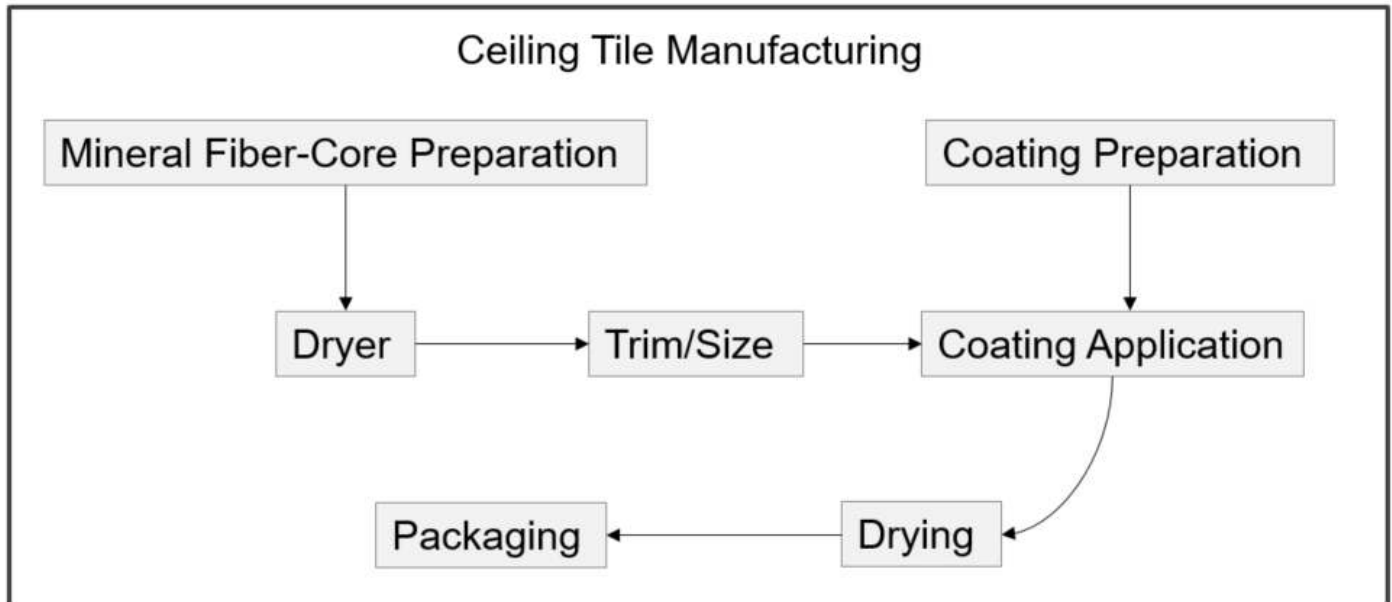 Ceiling Tile Manufacturing
Mineral Fiber-Core Preparation
Coating Preparation
Dryer
Trim/Size
Coating Application
Packaging
Drying